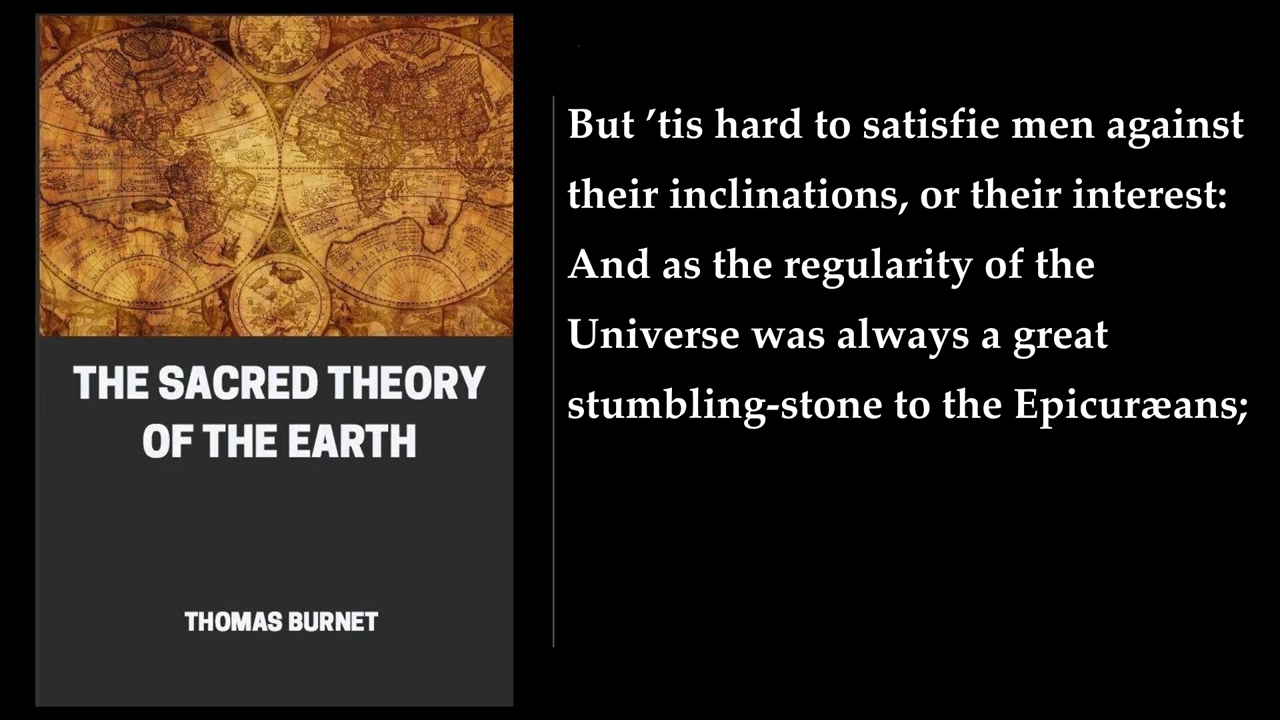 THE SACRED THEORY
OF THE EARTH
THOMAS BURNET
But ’tis hard to satisfie men against
their inclinations, or their interest:
And as the regularity of the
Universe was always a great
stumbling-stone to the Epicuræans;